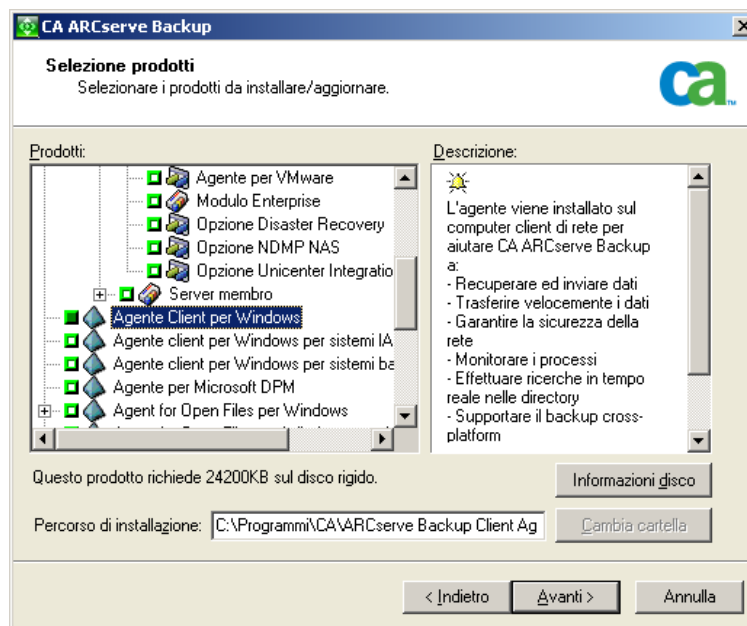 CA ARCserve Backup
Selezione prodotti
Selezionare i prodotti da installare/aggiornare.
ca
Prodotti:
Agente per VMware
Modulo Enterprise
Opzione Disaster Recovery
Opzione NDMP NAS
Opzione Unicenter Integratio
Server membro
Agente Client per Windows
Agente client per Windows per sistemi IA
Agente client per Windows per sistemi ba
Agente per Microsoft DPM
Agent for Open Files per Windows
Descrizione:
L'agente viene installato sul
computer client di rete per
aiutare CA ARCserve Backup
a:
- Recuperare ed inviare dati
- Trasferire velocemente i dati
- Garantire la sicurezza della
rete
- Monitorare i processi
- Effettuare ricerche in tempo
reale nelle directory
- Supportare il backup cross-
platform
Questo prodotto richiede 24200KB sul disco rigido.
Informazioni disco
Percorso di installazione: C:\Programmi\CA\ARCserve Backup Client Ag
Cambia cartella
< Indietro
Avanti >
Annulla